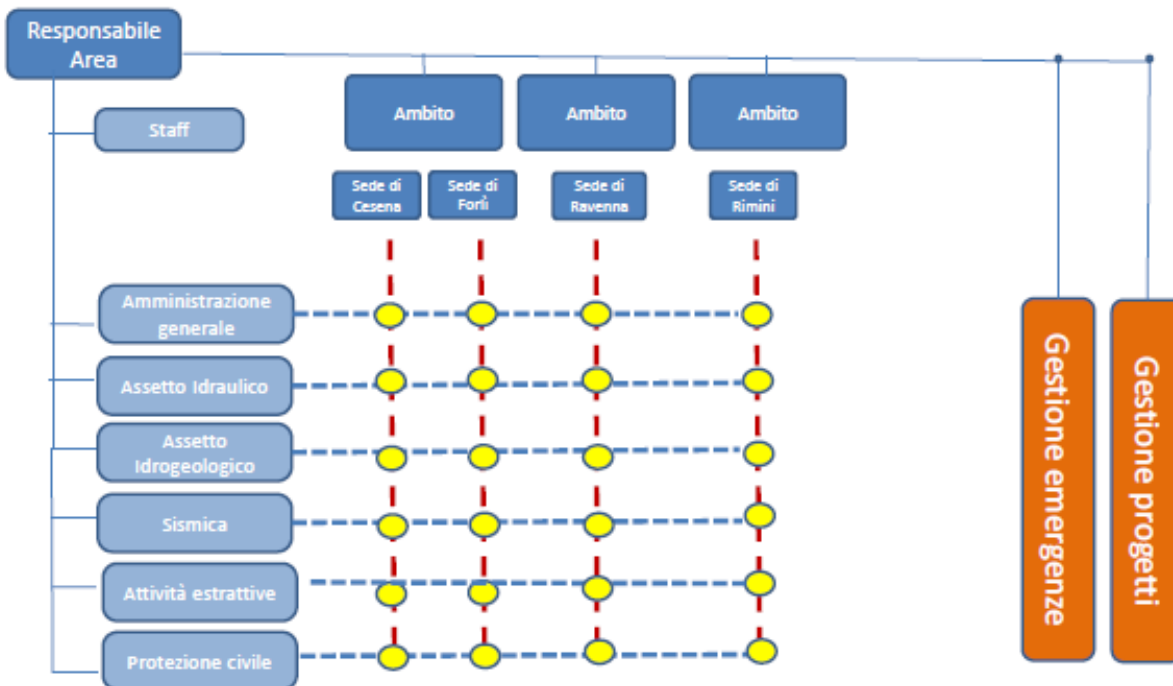 Responsabile
Area
Staff
Ambito
Ambito
Ambito
Sede di
Cesena
Sede di
Forlì
Sede di
Ravenna
Sede di
Rimini
Amministrazione
generale
Assetto Idraulico
Assetto
Idrogeologico
Sismica
Attività estrattive
Protezione civile
Gestione emergenze
Gestione progetti